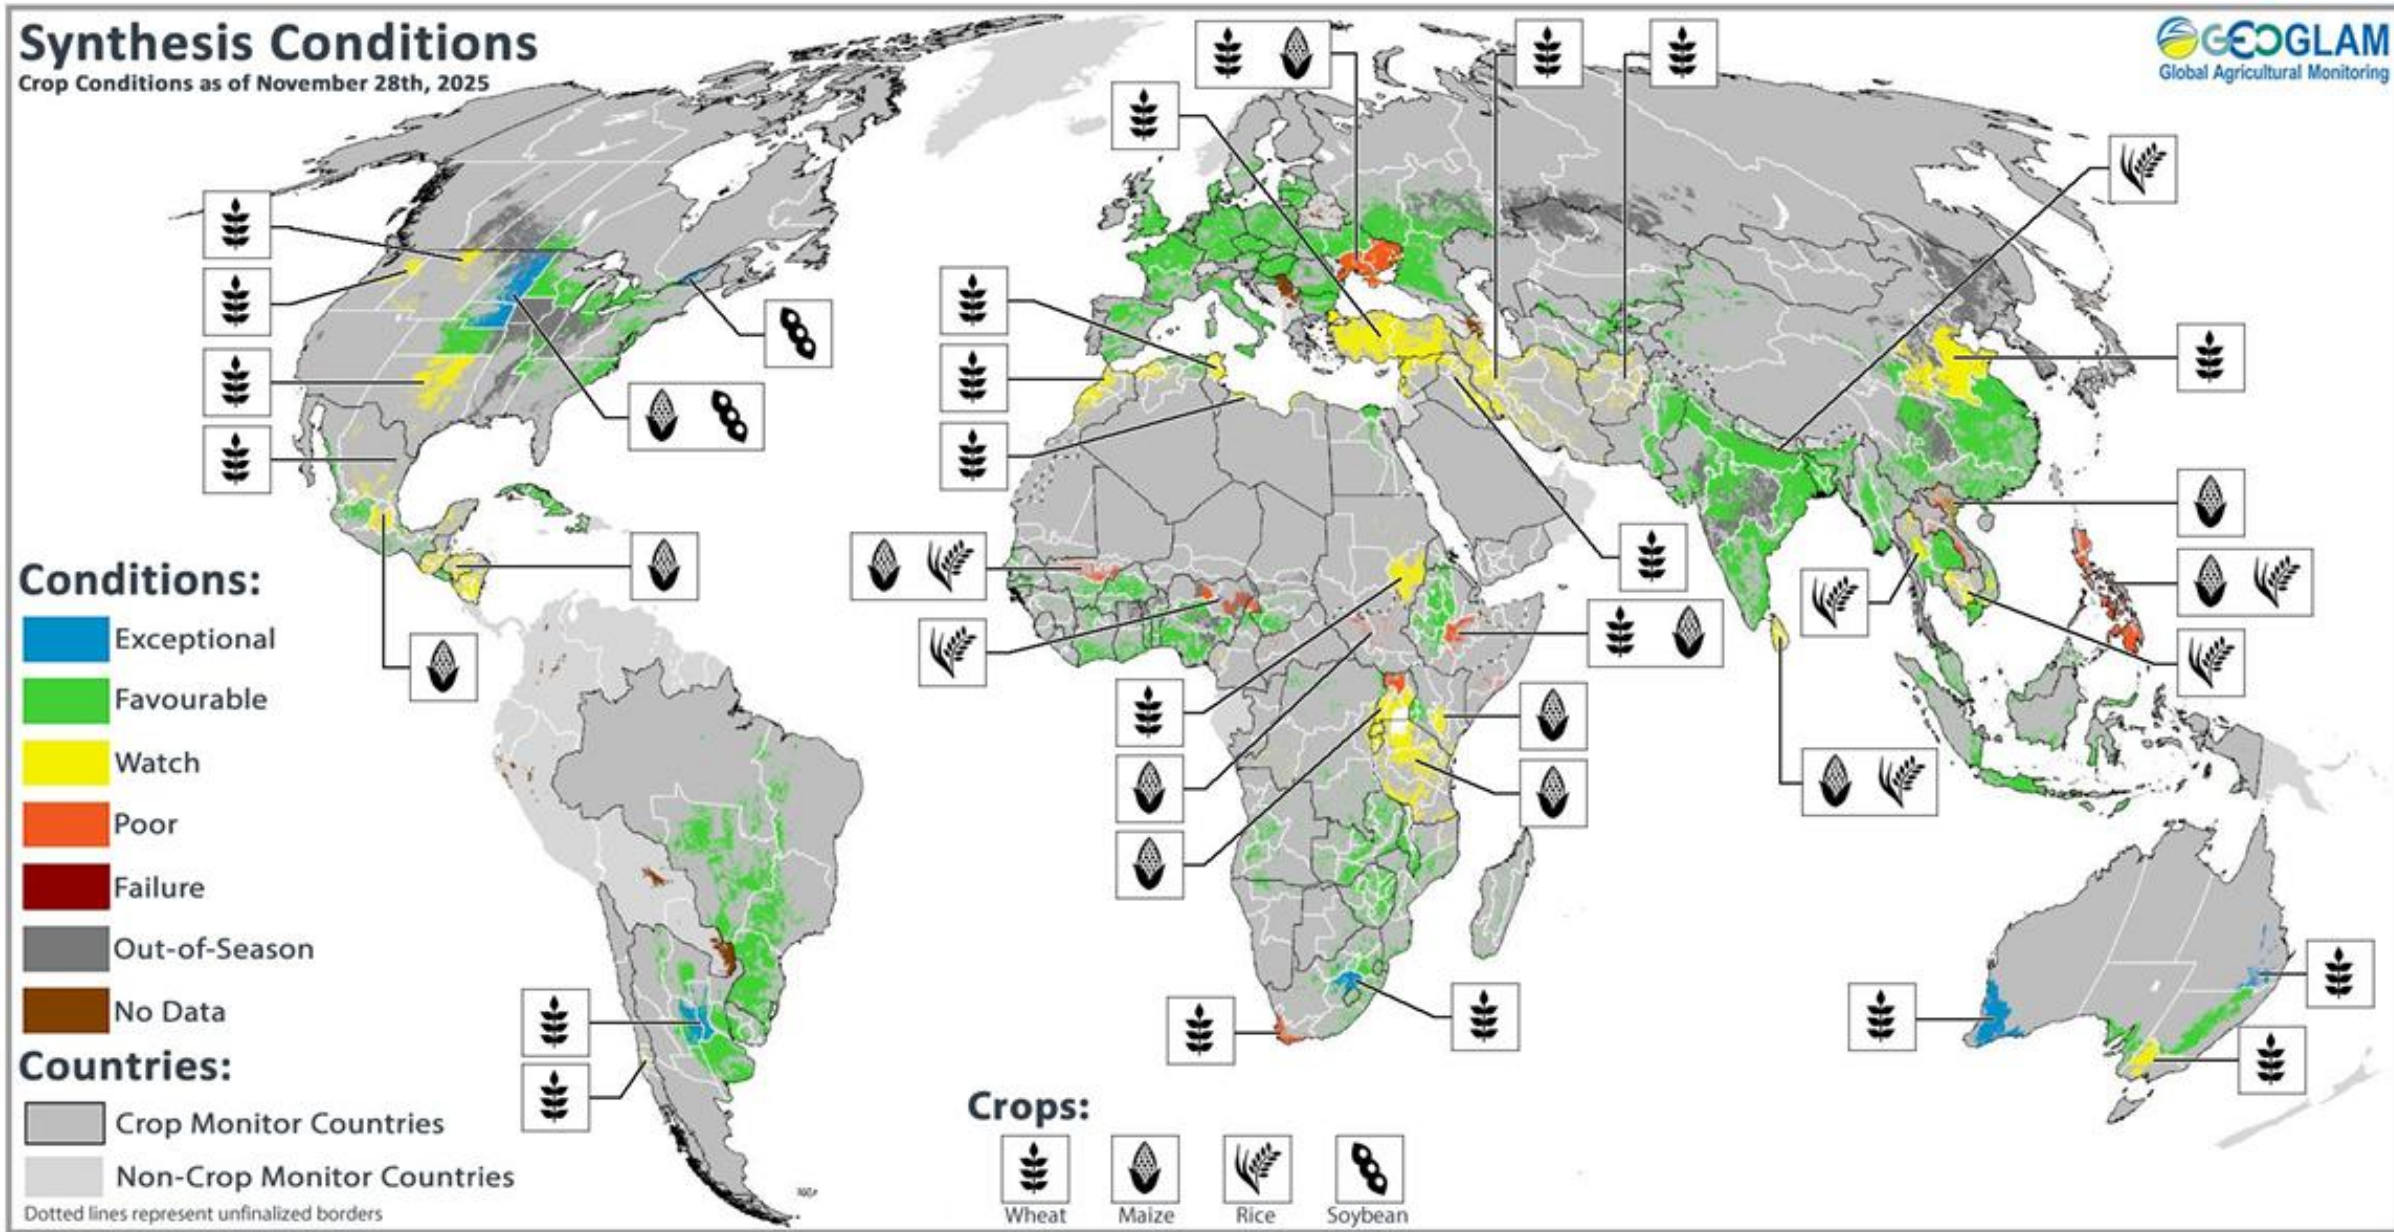 Synthesis Conditions
Crop Conditions as of November 28th, 2025
GEOGLAM
Global Agricultural Monitoring
Conditions:
Exceptional
Favourable
Watch
Poor
Failure
Out-of-Season
No Data
Countries:
Crop Monitor Countries
Non-Crop Monitor Countries
Dotted lines represent unfinalized borders
Crops:
Wheat
Maize
Rice
Soybean